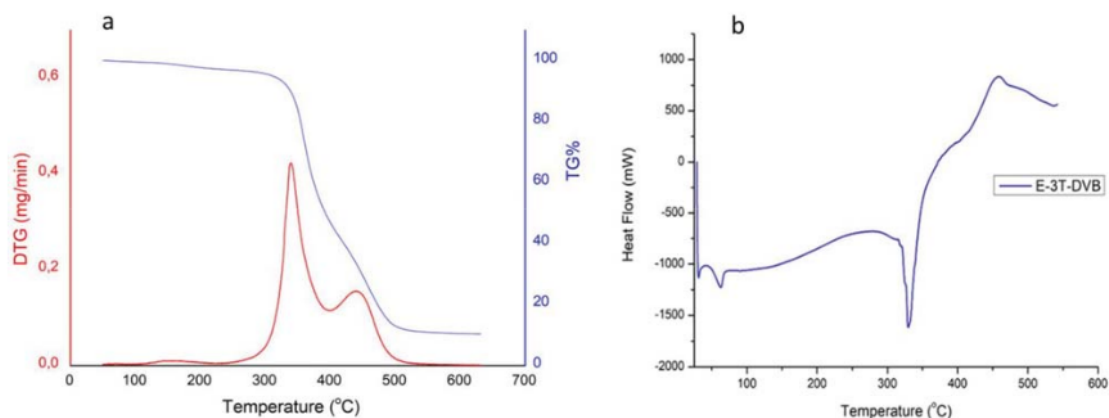 a
0,6
0,4
0,2
0,0
DTG (mg/min)
100
80
60
40
20
0
TG%
0 100 200 300 400 500 600 700
Temperature (°C)
b
1000
500
0
-500
-1000
-1500
-2000
Heat Flow (mW)
E-3T-DVB
100 200 300 400 500 600
Temperature (°C)